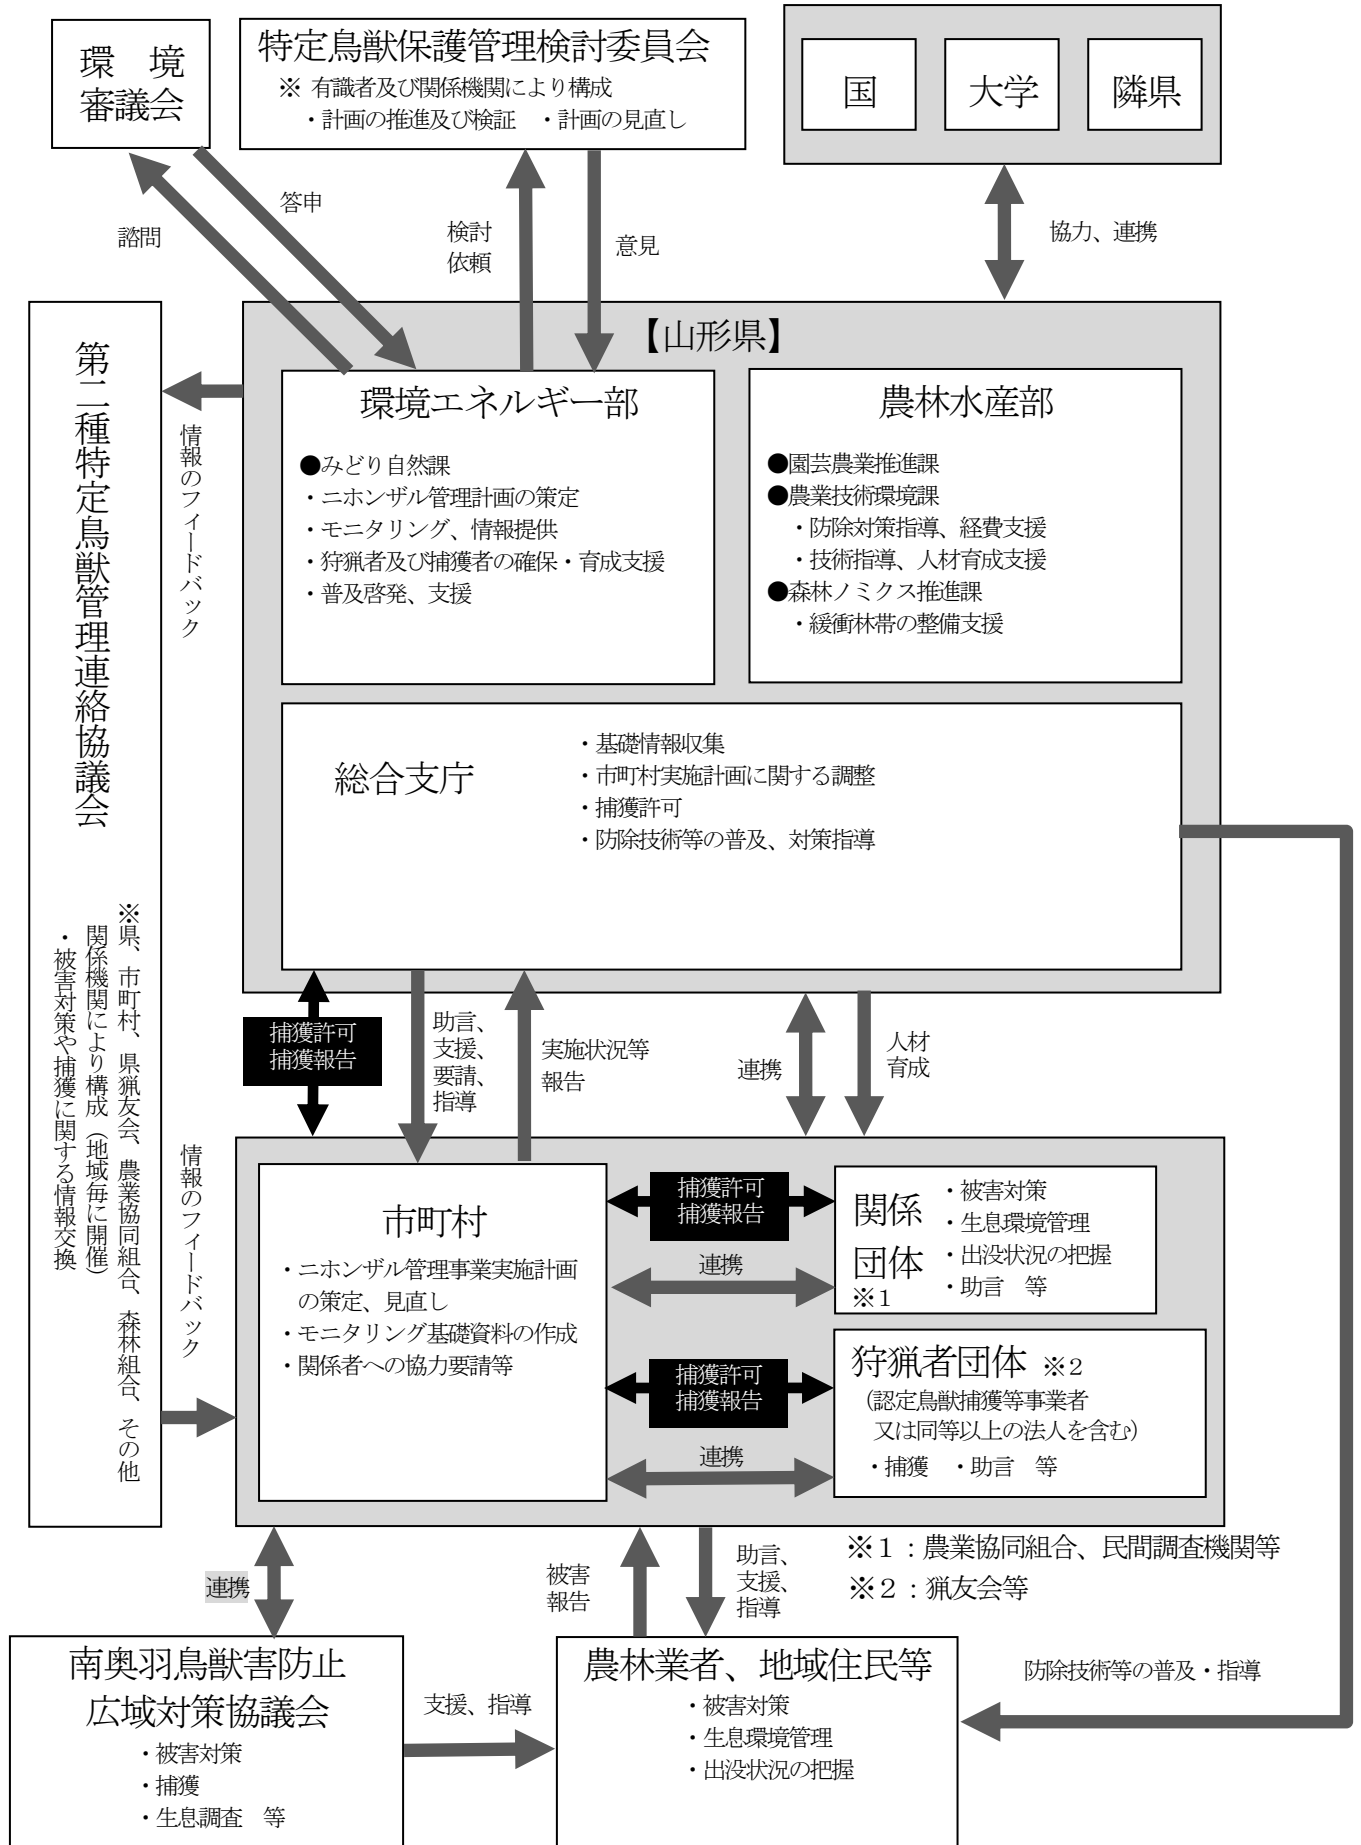 環　境
審議会
特定鳥獣保護管理検討委員会
※ 有識者及び関係機関により構成
・計画の推進及び検証　・計画の見直し
国
大学
隣県
諮問
答申
検討
依頼
意見
協力、連携
第二種特定鳥獣管理連絡協議会
※県、市町村、県猟友会、農業協同組合、森林組合、その他
関係機関により構成（地域毎に開催）
・被害対策や捕獲に関する情報交換
情報のフィードバック
情報のフィードバック
【山形県】
環境エネルギー部
●みどり自然課
・ニホンザル管理計画の策定
・モニタリング、情報提供
・狩猟者及び捕獲者の確保・育成支援
・普及啓発、支援
農林水産部
●園芸農業推進課
●農業技術環境課
・防除対策指導、経費支援
・技術指導、人材育成支援
●森林ノミクス推進課
・緩衝林帯の整備支援
総合支庁
・基礎情報収集
・市町村実施計画に関する調整
・捕獲許可
・防除技術等の普及、対策指導
捕獲許可
捕獲報告
助言、
支援、
要請、
指導
実施状況等
報告
連携
人材
育成
市町村
・ニホンザル管理事業実施計画
の策定、見直し
・モニタリング基礎資料の作成
・関係者への協力要請等
捕獲許可
捕獲報告
連携
捕獲許可
捕獲報告
連携
関係
団体
※１
・被害対策
・生息環境管理
・出没状況の把握
・助言　等
狩猟者団体 ※２
（認定鳥獣捕獲等事業者
又は同等以上の法人を含む）
・捕獲　・助言　等
※１：農業協同組合、民間調査機関等
※２：猟友会等
連携
被害
報告
助言、
支援、
指導
南奥羽鳥獣害防止
広域対策協議会
・被害対策
・捕獲
・生息調査　等
支援、指導
農林業者、地域住民等
・被害対策
・生息環境管理
・出没状況の把握
防除技術等の普及・指導